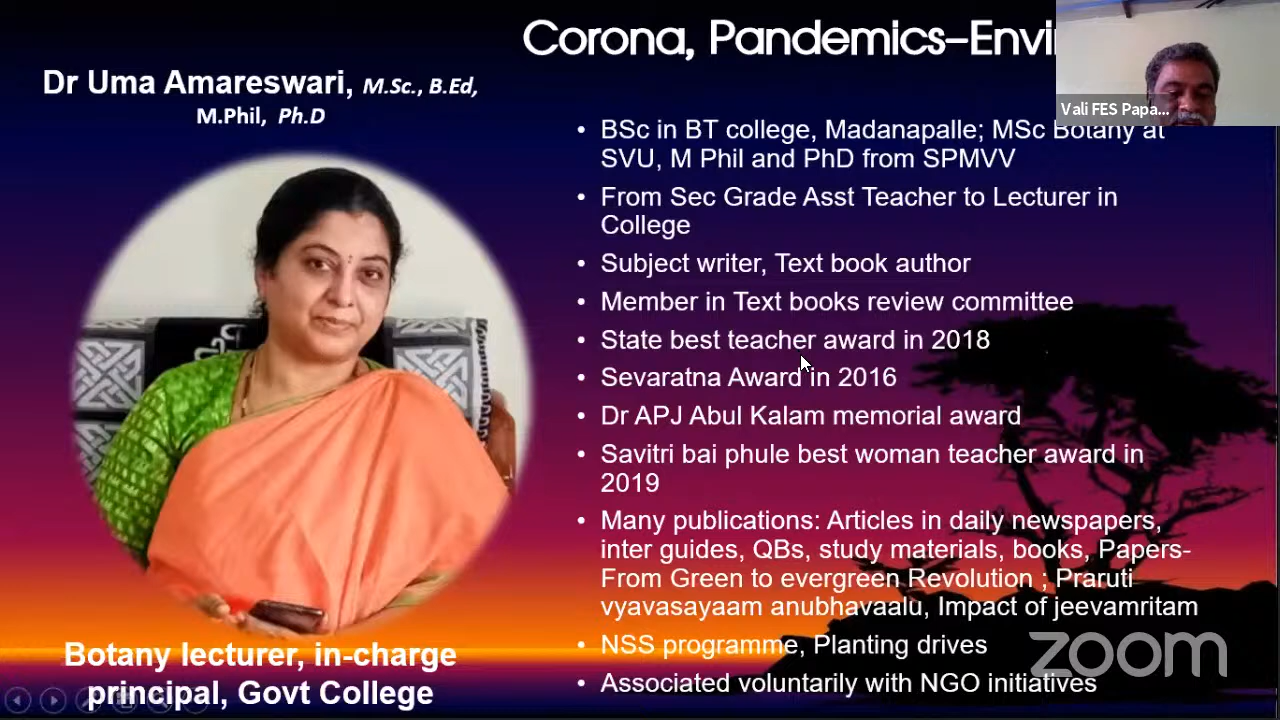 Corona, Pandemics–Envi
Dr Uma Amareswari, M.Sc., B.Ed,
M.Phil, Ph.D
Vali FES Papa...
• BSc in BT college, Madanapalle; MSc Botany at
SVU, M Phil and PhD from SPMVV
• From Sec Grade Asst Teacher to Lecturer in
College
• Subject writer, Text book author
• Member in Text books review committee
• State best teacher award in 2018
• Sevaratna Award in 2016
• Dr APJ Abul Kalam memorial award
• Savitri bai phule best woman teacher award in
2019
• Many publications: Articles in daily newspapers,
inter guides, QBs, study materials, books, Papers-
From Green to evergreen Revolution ; Praruti
vyavasayaam anubhavaalu, Impact of jeevamritam
• NSS programme, Planting drives
• Associated voluntarily with NGO initiatives
Botany lecturer, in-charge
principal, Govt College
zoom